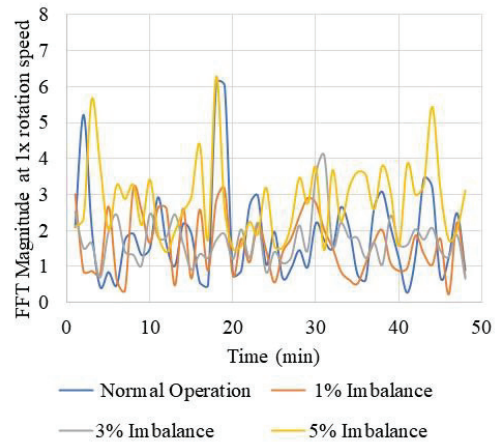 FFT Magnitude at 1x rotation speed
8
7
6
5
4
3
2
1
0
0 10 20 30 40 50
Time (min)
Normal Operation 1% Imbalance
3% Imbalance 5% Imbalance